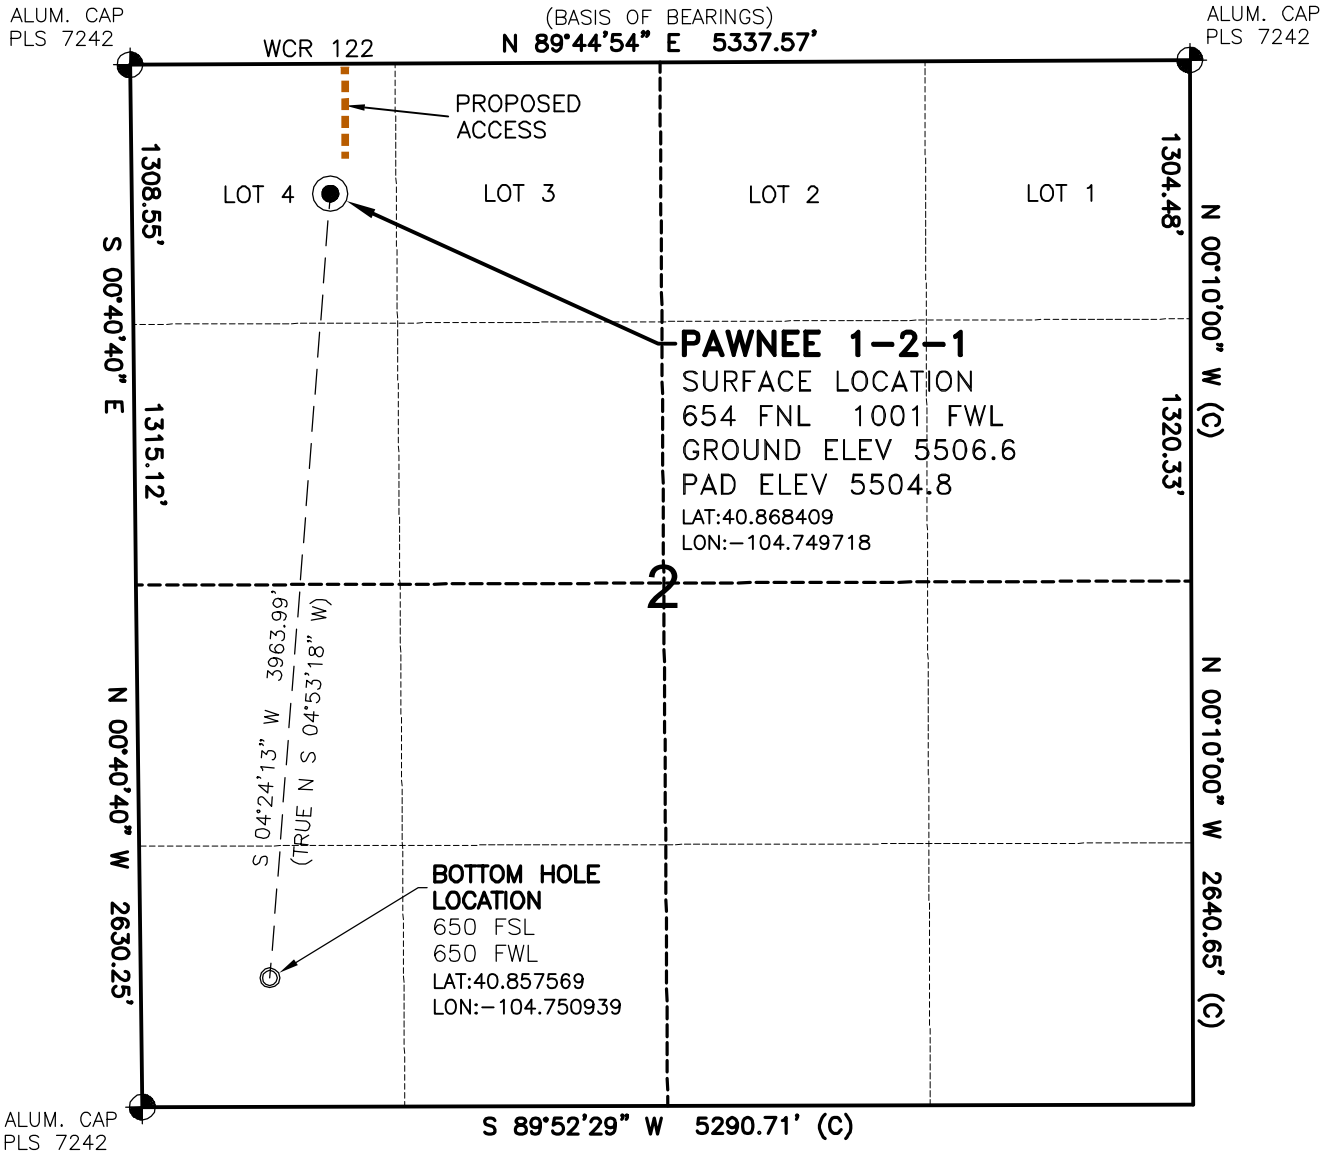 ALUM. CAP
PLS 7242
(BASIS OF BEARINGS)
N 89°44'54" E 5337.57'
ALUM. CAP
PLS 7242
WCR 122
PROPOSED
ACCESS
1308.55'
LOT 4
LOT 3
LOT 2
LOT 1
1304.48'
S 00°40'40" E
N 00°10'00" W (C)
PAWNEE 1-2-1
SURFACE LOCATION
654 FNL 1001 FWL
GROUND ELEV 5506.6
PAD ELEV 5504.8
LAT:40.868409
LON:-104.749718
1315.12'
1320.33'
2
S 04°24'13" W 3963.99'
(TRUE N S 04°53'18" W)
N 00°40'40" W 2630.25'
N 00°10'00" W 2640.65' (C)
BOTTOM HOLE
LOCATION
650 FSL
650 FWL
LAT:40.857569
LON:-104.750939
ALUM. CAP
PLS 7242
S 89°52'29" W 5290.71' (C)